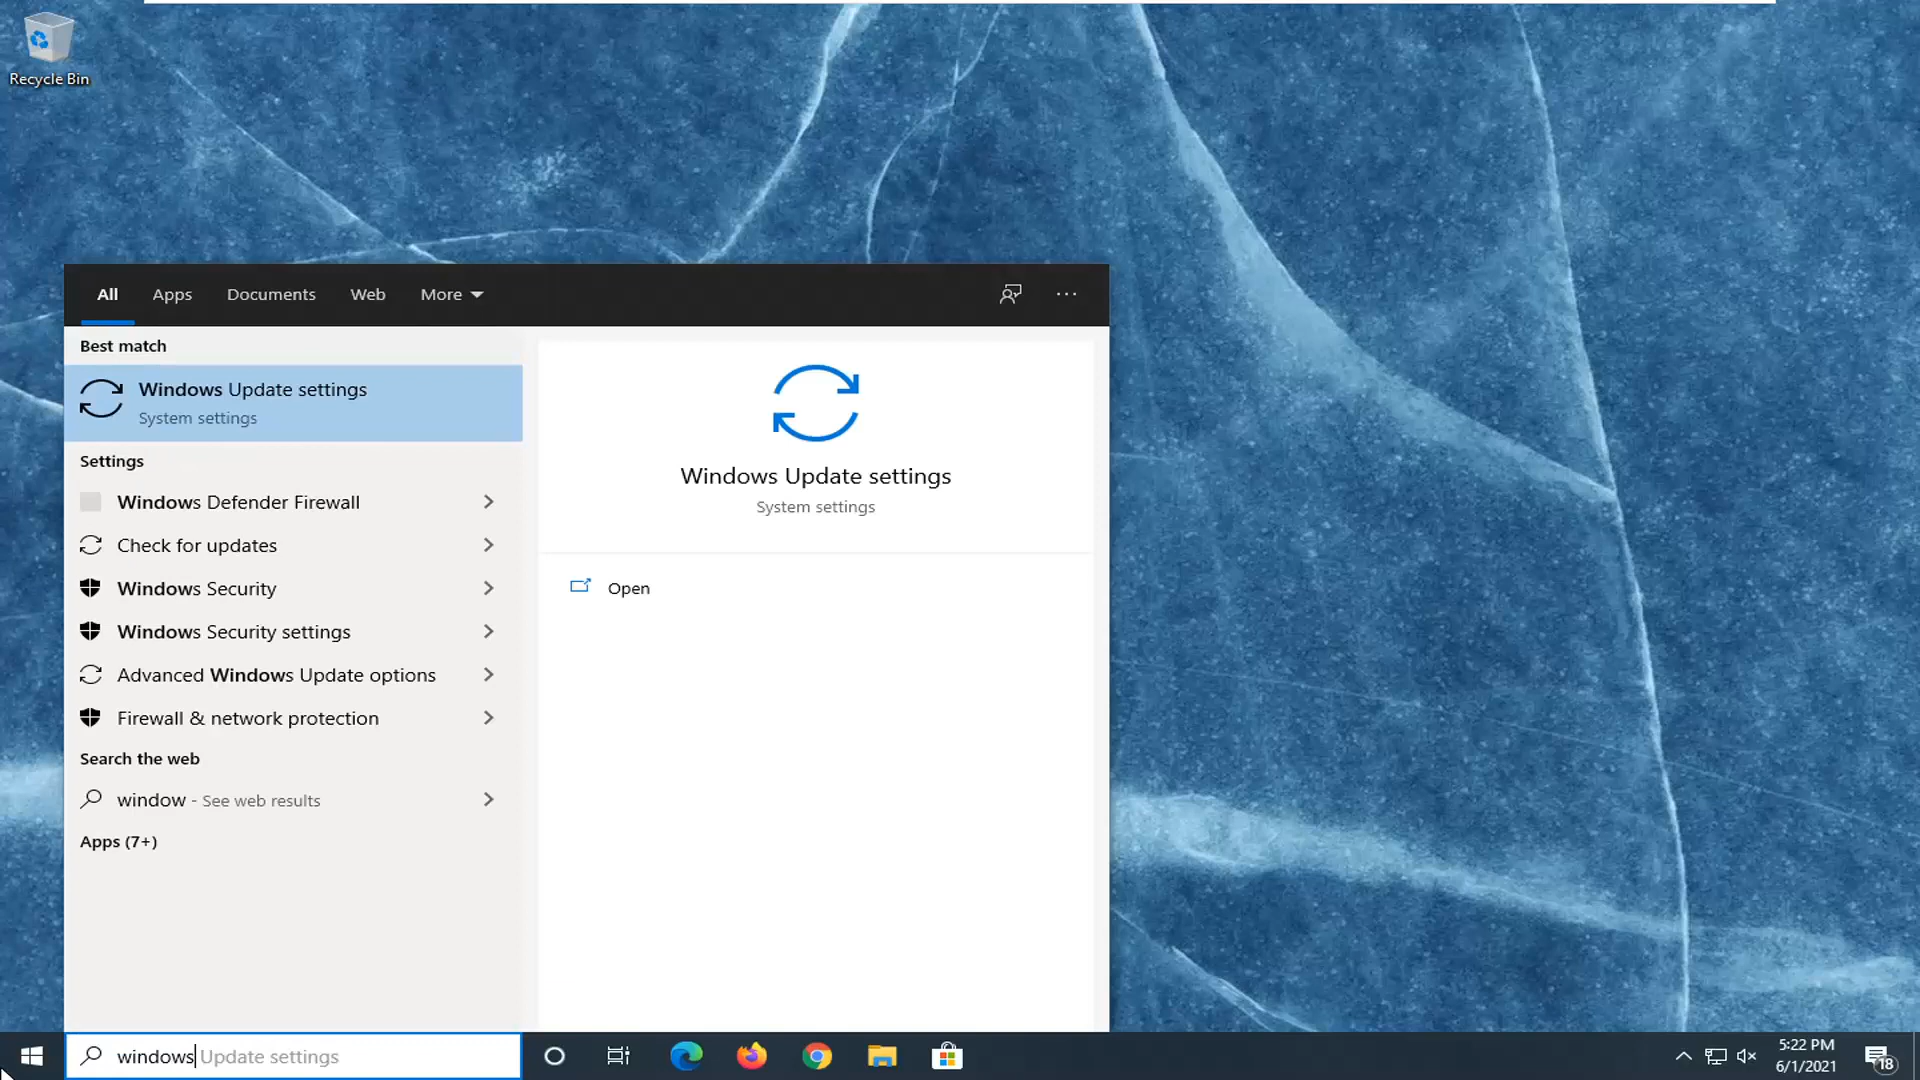 Recycle Bin
All Apps Documents Web More
Best match
Windows Update settings
System settings
Settings
Windows Defender Firewall
Check for updates
Windows Security
Windows Security settings
Advanced Windows Update options
Firewall & network protection
Search the web
window - See web results
Apps (7+)
Windows Update settings
System settings
Open
windows Update settings
5:22 PM
6/1/2021
18